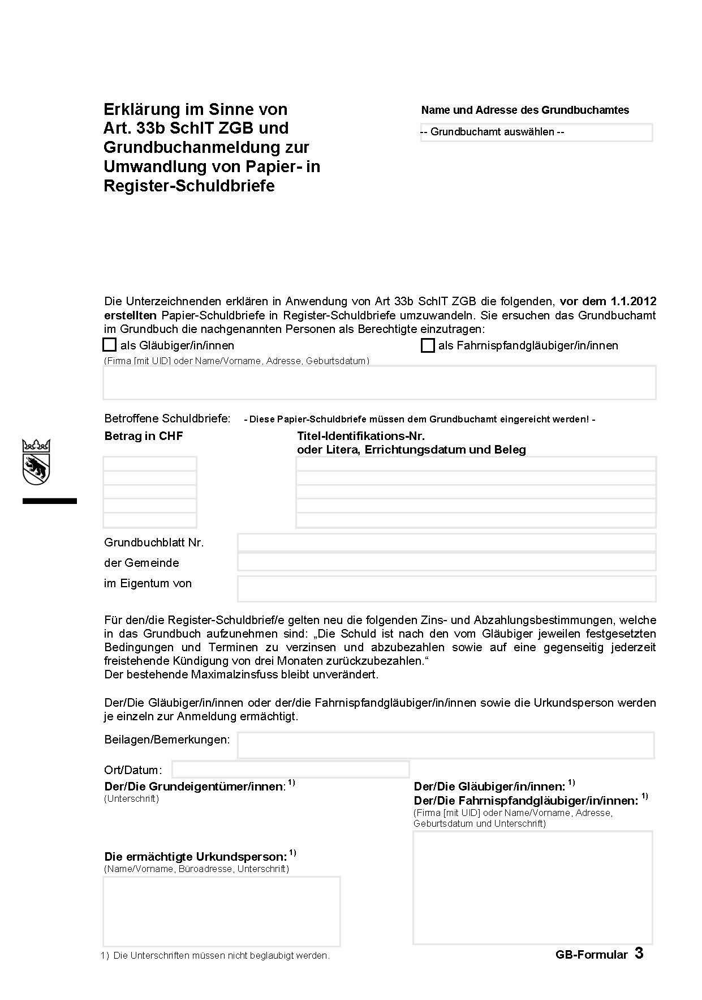 Erklärung im Sinne von
Art. 33b SchlT ZGB und
Grundbuchanmeldung zur
Umwandlung von Papier- in
Register-Schuldbriefe
Name und Adresse des Grundbuchamtes
-- Grundbuchamt auswählen --
Die Unterzeichnenden erklären in Anwendung von Art 33b SchlT ZGB die folgenden, vor dem 1.1.2012
erstellten Papier-Schuldbriefe in Register-Schuldbriefe umzuwandeln. Sie ersuchen das Grundbuchamt
im Grundbuch die nachgenannten Personen als Berechtigte einzutragen:
als Gläubiger/in/innen
als Fahrnispfandgläubiger/in/innen
(Firma [mit UID] oder Name/Vorname, Adresse, Geburtsdatum)
Betroffene Schuldbriefe: - Diese Papier-Schuldbriefe müssen dem Grundbuchamt eingereicht werden! -
Betrag in CHF
Titel-Identifikations-Nr.
oder Litera, Errichtungsdatum und Beleg
Grundbuchblatt Nr.
der Gemeinde
im Eigentum von
Für den/die Register-Schuldbrief/e gelten neu die folgenden Zins- und Abzahlungsbestimmungen, welche
in das Grundbuch aufzunehmen sind: „Die Schuld ist nach den vom Gläubiger jeweilen festgesetzten
Bedingungen und Terminen zu verzinsen und abzubezahlen sowie auf eine gegenseitig jederzeit
freistehende Kündigung von drei Monaten zurückzubezahlen.“
Der bestehende Maximalzinsfuss bleibt unverändert.
Der/Die Gläubiger/in/innen oder der/die Fahrnispfandgläubiger/in/innen sowie die Urkundsperson werden
je einzeln zur Anmeldung ermächtigt.
Beilagen/Bemerkungen:
Ort/Datum:
Der/Die Grundeigentümer/innen: 1)
(Unterschrift)
Der/Die Gläubiger/in/innen: 1)
Der/Die Fahrnispfandgläubiger/in/innen: 1)
(Firma [mit UID] oder Name/Vorname, Adresse,
Geburtsdatum und Unterschrift)
Die ermächtigte Urkundsperson: 1)
(Name/Vorname, Büroadresse, Unterschrift)
1) Die Unterschriften müssen nicht beglaubigt werden.
GB-Formular 3